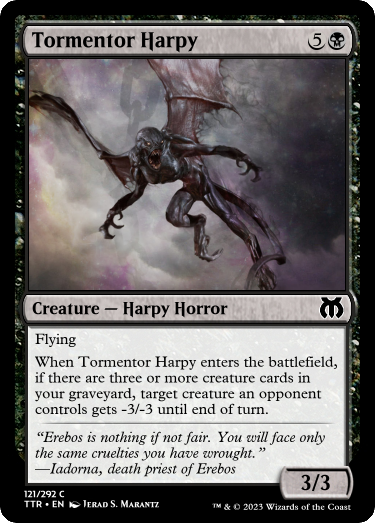 Tormentor Harpy 5
Creature — Harpy Horror
Flying
When Tormentor Harpy enters the battlefield,
if there are three or more creature cards in
your graveyard, target creature an opponent
controls gets -3/-3 until end of turn.
“Erebos is nothing if not fair. You will face only
the same cruelties you have wrought.”
—Iadorna, death priest of Erebos
3/3
121/292 C
TTR • EN Jerad S. Marantz
™ & © 2023 Wizards of the Coast